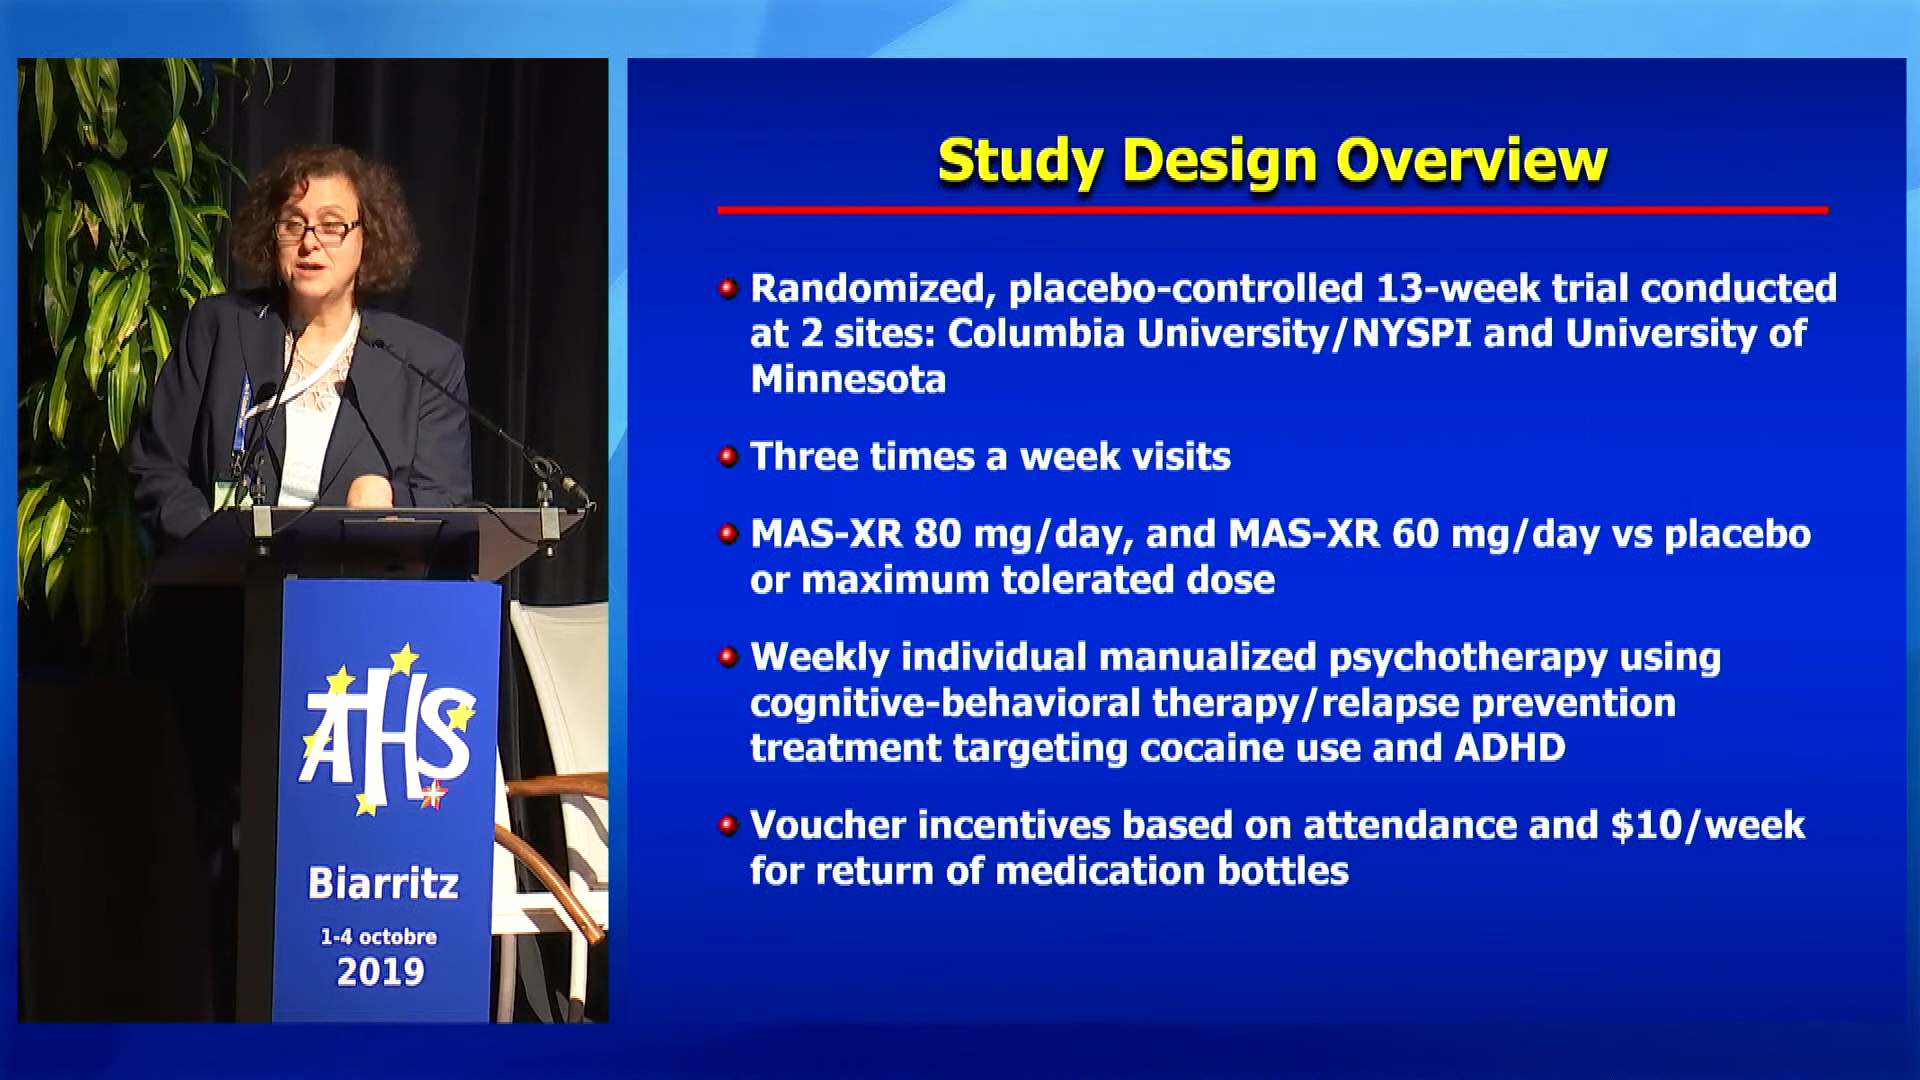 Study Design Overview
Randomized, placebo-controlled 13-week trial conducted
at 2 sites: Columbia University/NYSPI and University of
Minnesota
Three times a week visits
MAS-XR 80 mg/day, and MAS-XR 60 mg/day vs placebo
or maximum tolerated dose
Weekly individual manualized psychotherapy using
cognitive-behavioral therapy/relapse prevention
treatment targeting cocaine use and ADHD
Voucher incentives based on attendance and $10/week
for return of medication bottles
ATHS
Biarritz
1-4 octobre
2019